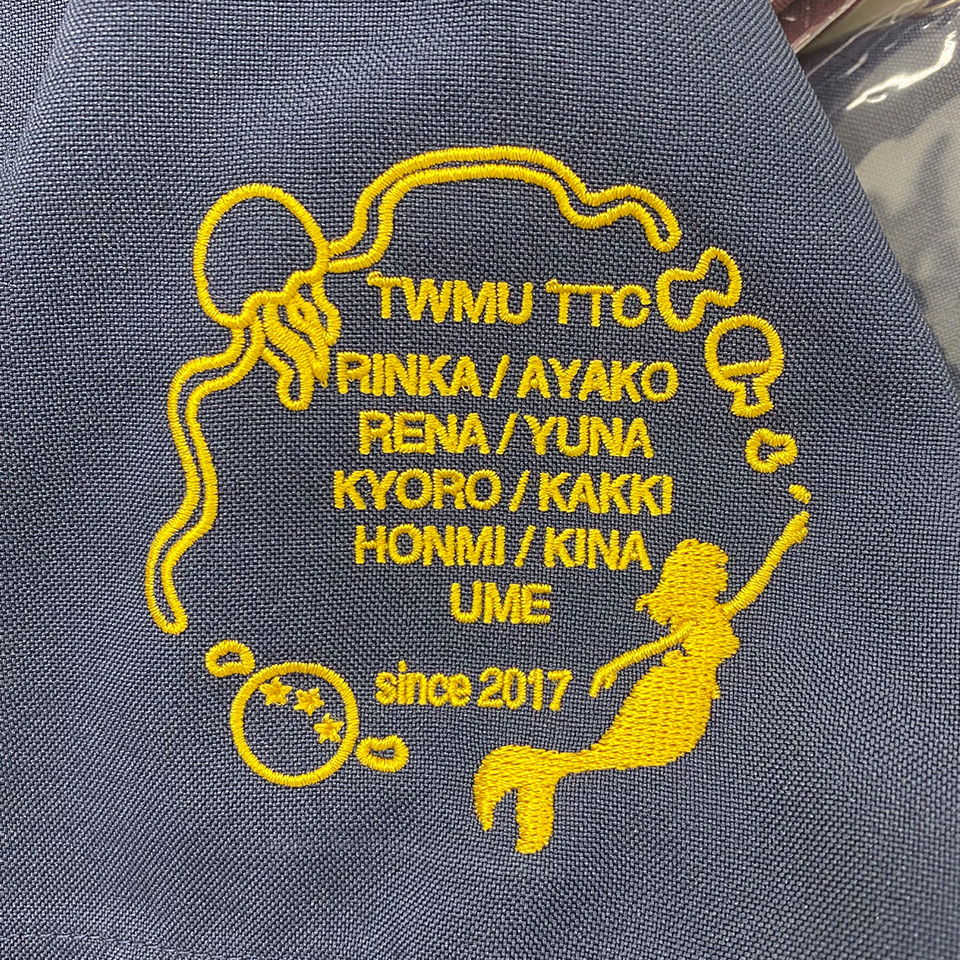 TWMU TTC
RINKA / AYAKO
RENA / YUNA
KYORO / KAKKI
HONMI / KINA
UME
since 2017